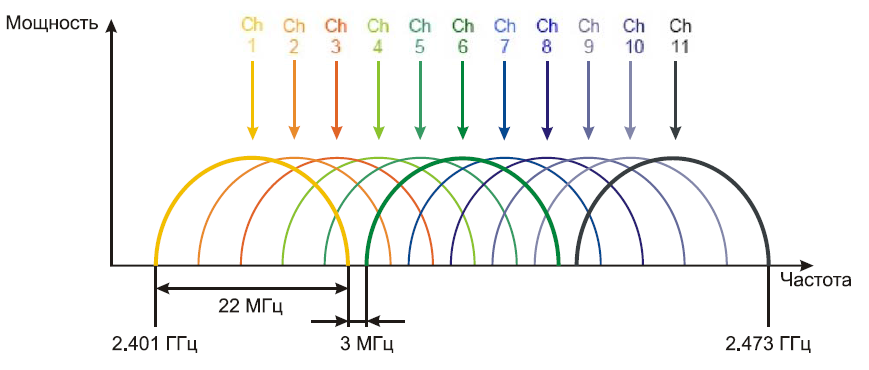 Мощность
Ch Ch Ch Ch Ch Ch Ch Ch Ch Ch Ch
1 2 3 4 5 6 7 8 9 10 11
Частота
22 МГц
2.401 ГГц
3 МГц
2.473 ГГц